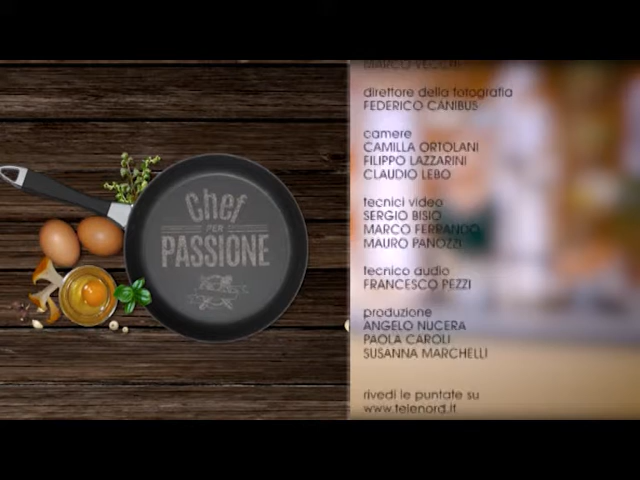 Chef
PER
PASSIONE
direttore della fotografia
FEDERICO CANIBUS
camere
CAMILLA ORTOLANI
FILIPPO LAZZARINI
CLAUDIO LEBO
tecnici video
SERGIO BISIO
MARCO FERRANDO
MAURO PANOZZI
tecnico audio
FRANCESCO PEZZI
produzione
ANGELO NUCERA
PAOLA CAROLI
SUSANNA MARCHELLI
rivedi le puntate su
www.telenord.it